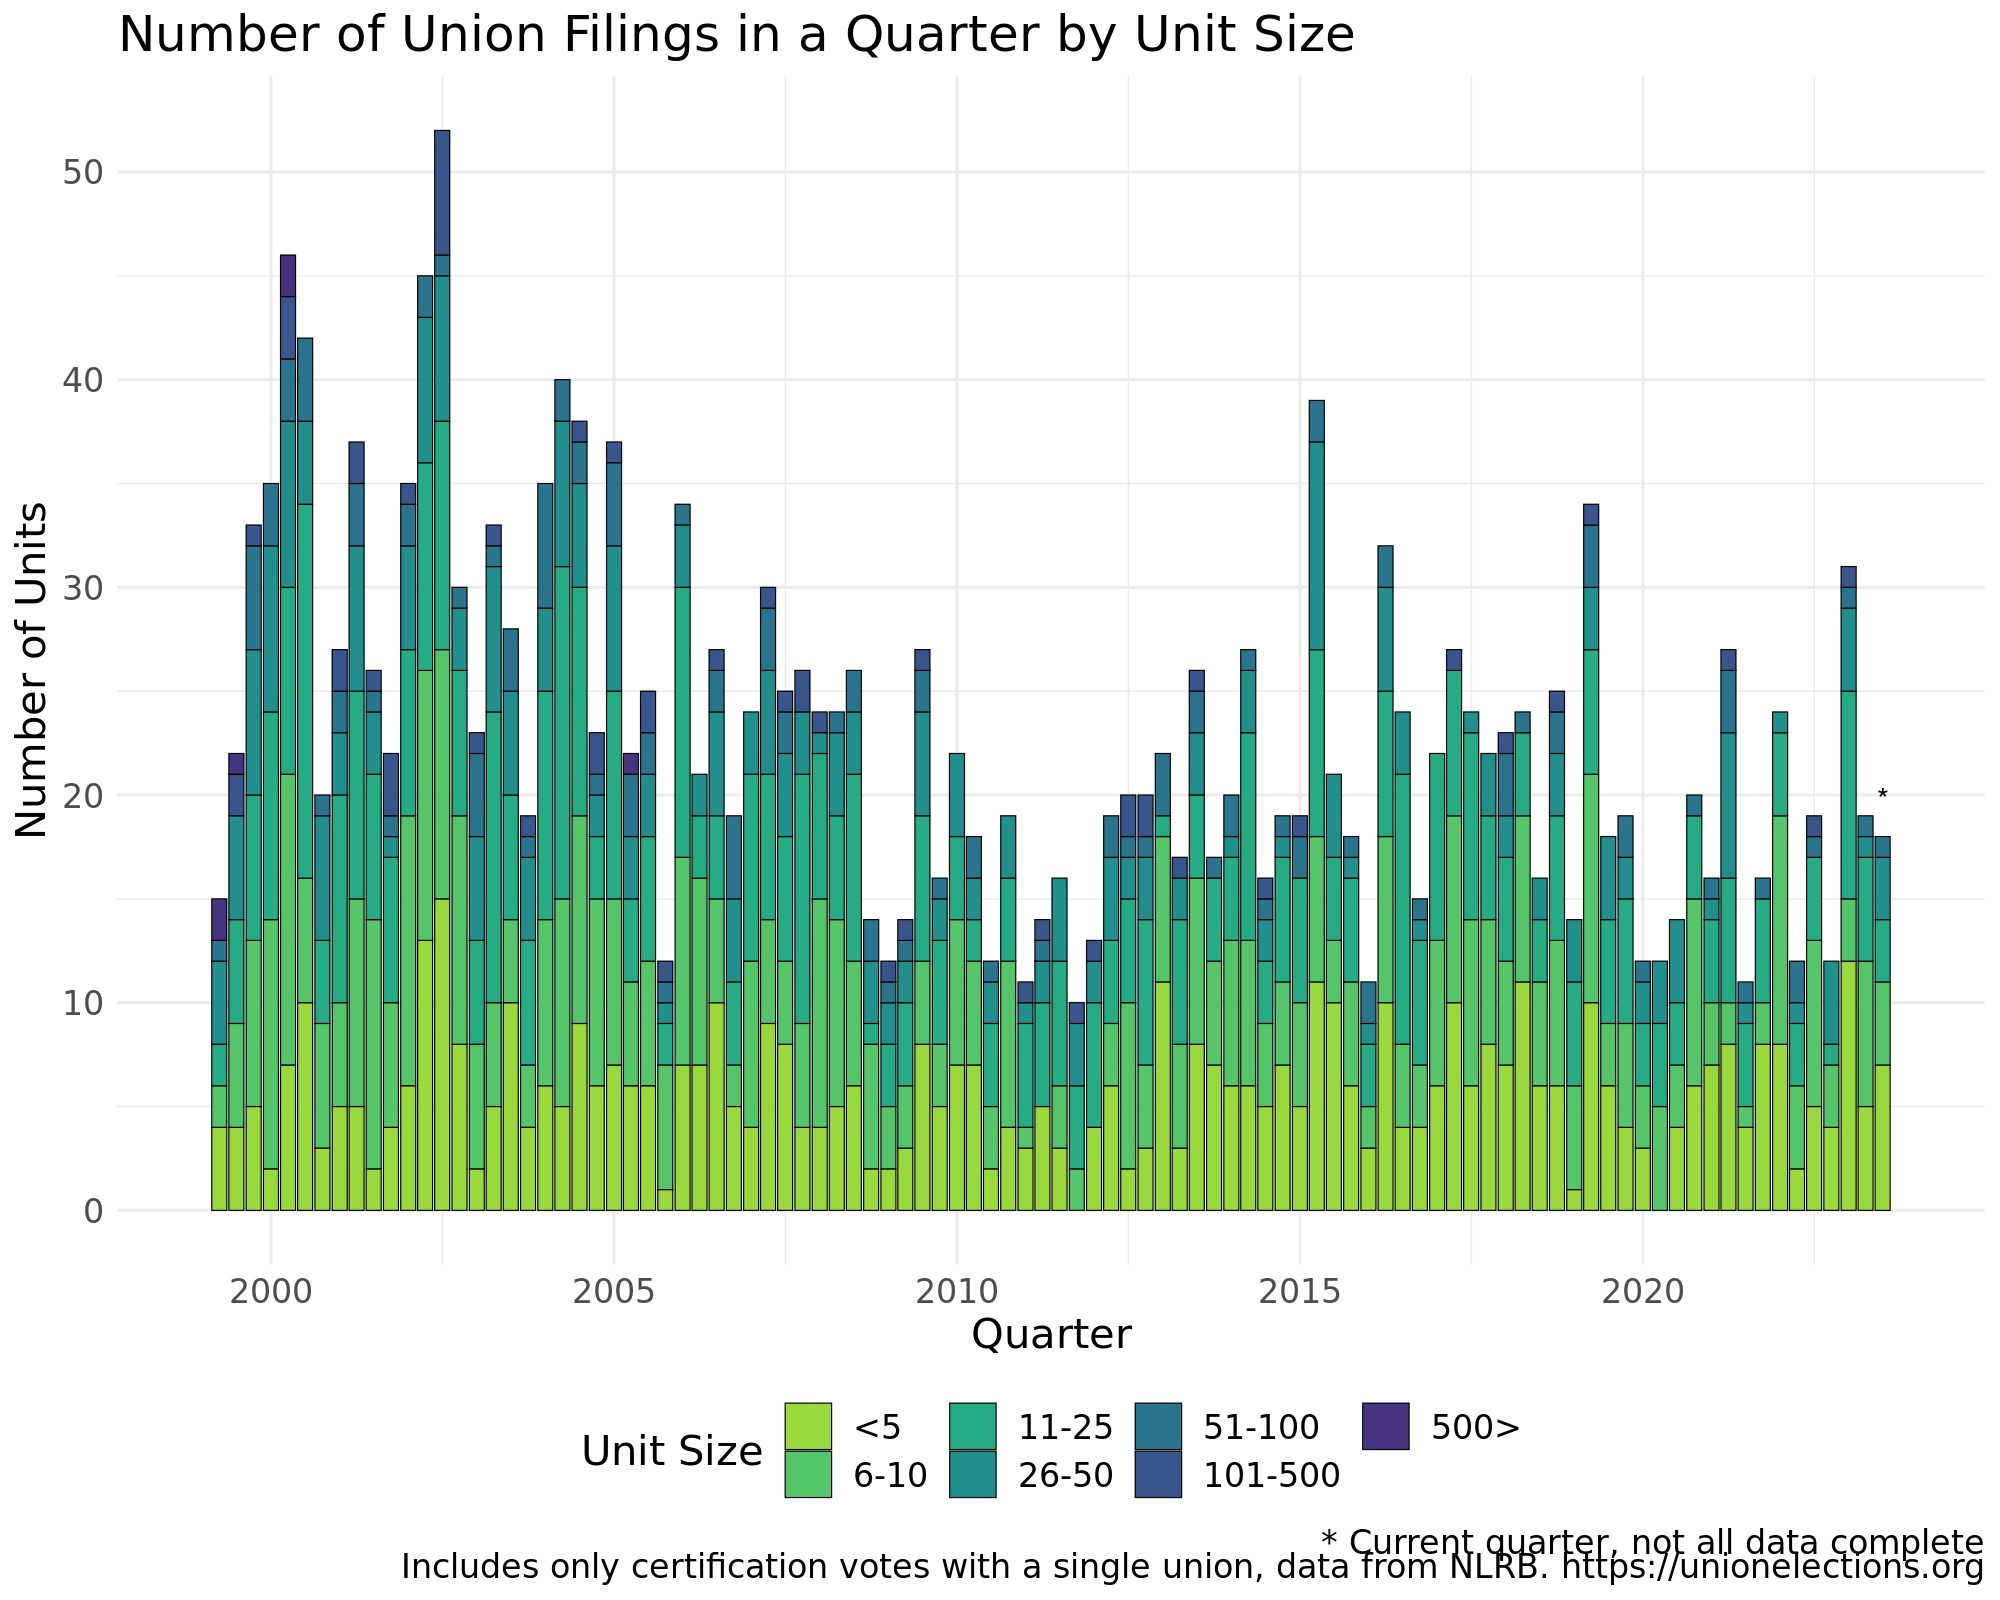 Number of Union Filings in a Quarter by Unit Size
Number of Units
50
40
30
20
10
0
*
2000 2005 2010 2015 2020
Quarter
Unit Size
<5 11-25 51-100 500>
6-10 26-50 101-500
* Current quarter, not all data complete
Includes only certification votes with a single union, data from NLRB. https://unionelections.org